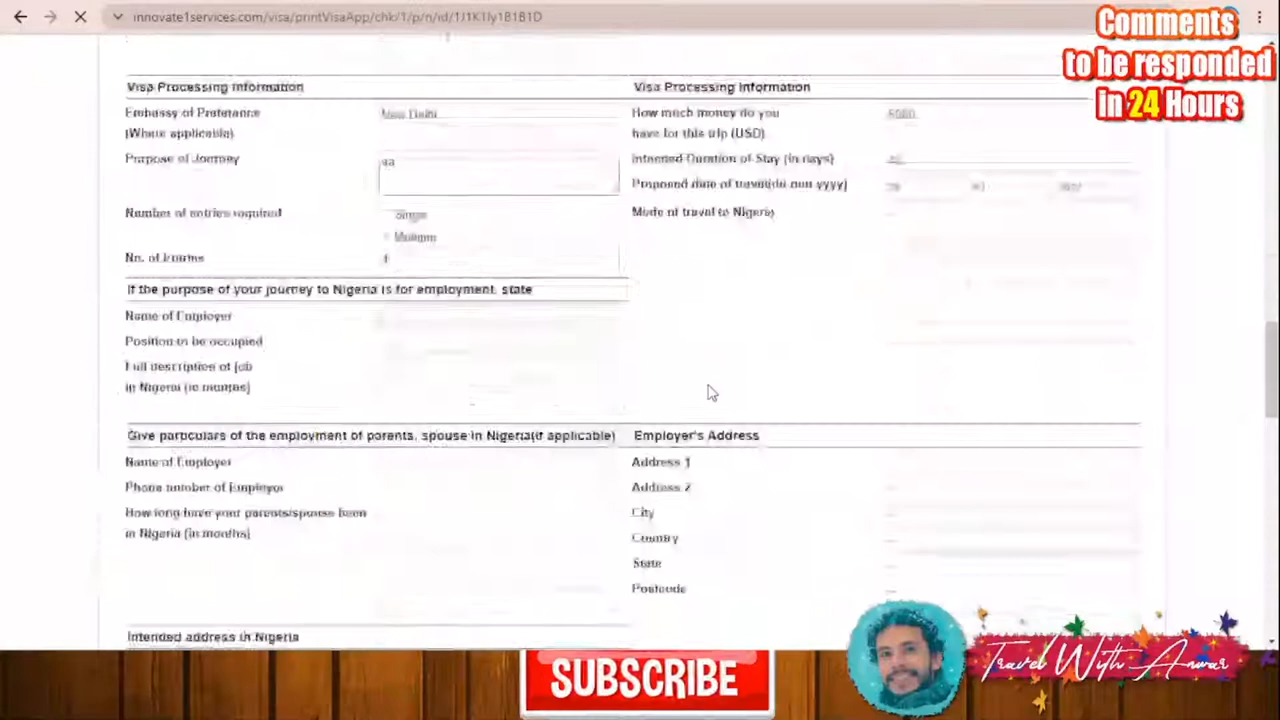 innovate1services.com/visa/printVisaApp/chk/1/p/n/id/1J1K1ly1B1B1D
Comments
to be responded
in 24 Hours
Visa Processing Information
Visa Processing Information
Embassy of Preferance
New Delhi
How much money do you
(Where applicable)
have for this trip (USD)
Prupose of Journey
Intended Duration of Stay (in days)
Proposed date of travel(dd mm yyyy)
Number of entries required
Single
Mode of travel to Nigeria
Multiple
No. of Entries
If the purpose of your journey to Nigeria is for employment, state
Name of Employer
Position to be occupied
Full description of job
in Nigeria (in months)
Give particulars of the employment of parents, spouse in Nigeria(if applicable)
Employer's Address
Name of Employer
Address 1
Phone number of Employer
Address 2
How long have your parents/spouse been
City
in Nigeria (in months)
Country
State
Postcode
Intended address in Nigeria
SUBSCRIBE
Travel With Anwar